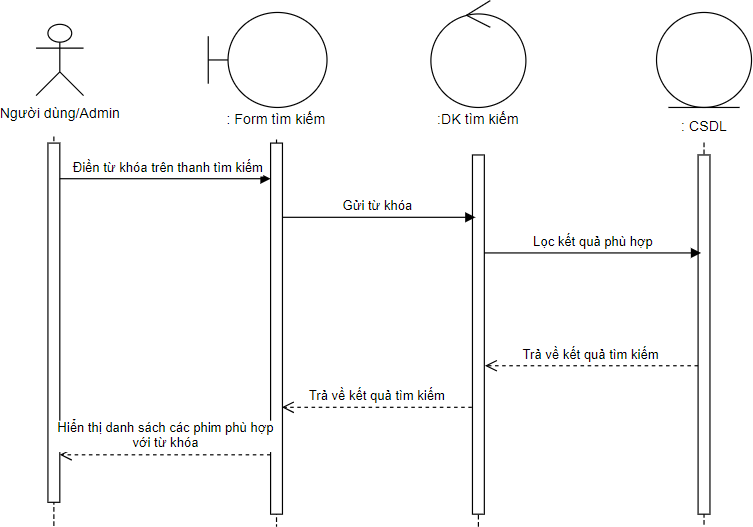 Người dùng/Admin
: Form tìm kiếm
:DK tìm kiếm
: CSDL
Điền từ khóa trên thanh tìm kiếm
Gửi từ khóa
Lọc kết quả phù hợp
Trả về kết quả tìm kiếm
Trả về kết quả tìm kiếm
Hiển thị danh sách các phim phù hợp
với từ khóa